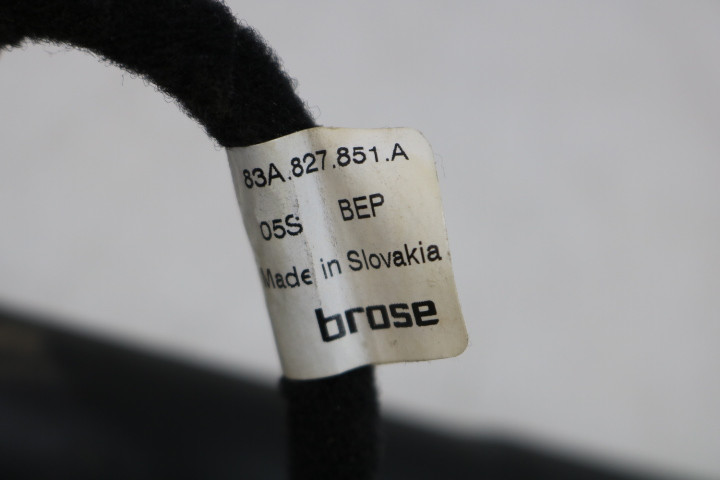 83A.827.851.A
05S BEP
Made in Slovakia
brose